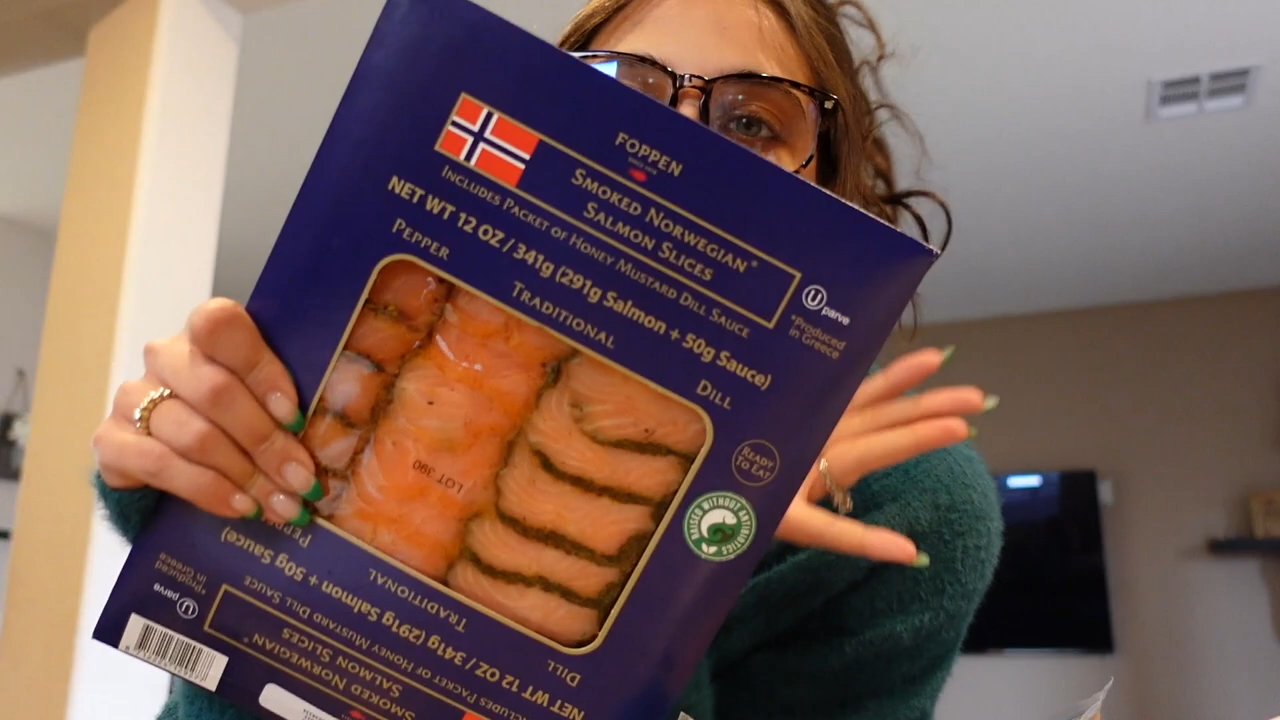 FOPPEN
SMOKED NORWEGIAN*
SALMON SLICES
INCLUDES PACKET OF HONEY MUSTARD DILL SAUCE
NET WT 12 OZ / 341g (291g Salmon + 50g Sauce)
PEPPER
TRADITIONAL
DILL
U parve
*Produced
in Greece
READY
TO EAT
RAISED WITHOUT ANTIBIOTICS
LOT 390
PEPPER
TRADITIONAL
DILL
NET WT 12 OZ / 341g (291g Salmon + 50g Sauce)
INCLUDES PACKET OF HONEY MUSTARD DILL SAUCE
SMOKED NORWEGIAN*
SALMON SLICES
U parve
*Produced
in Greece